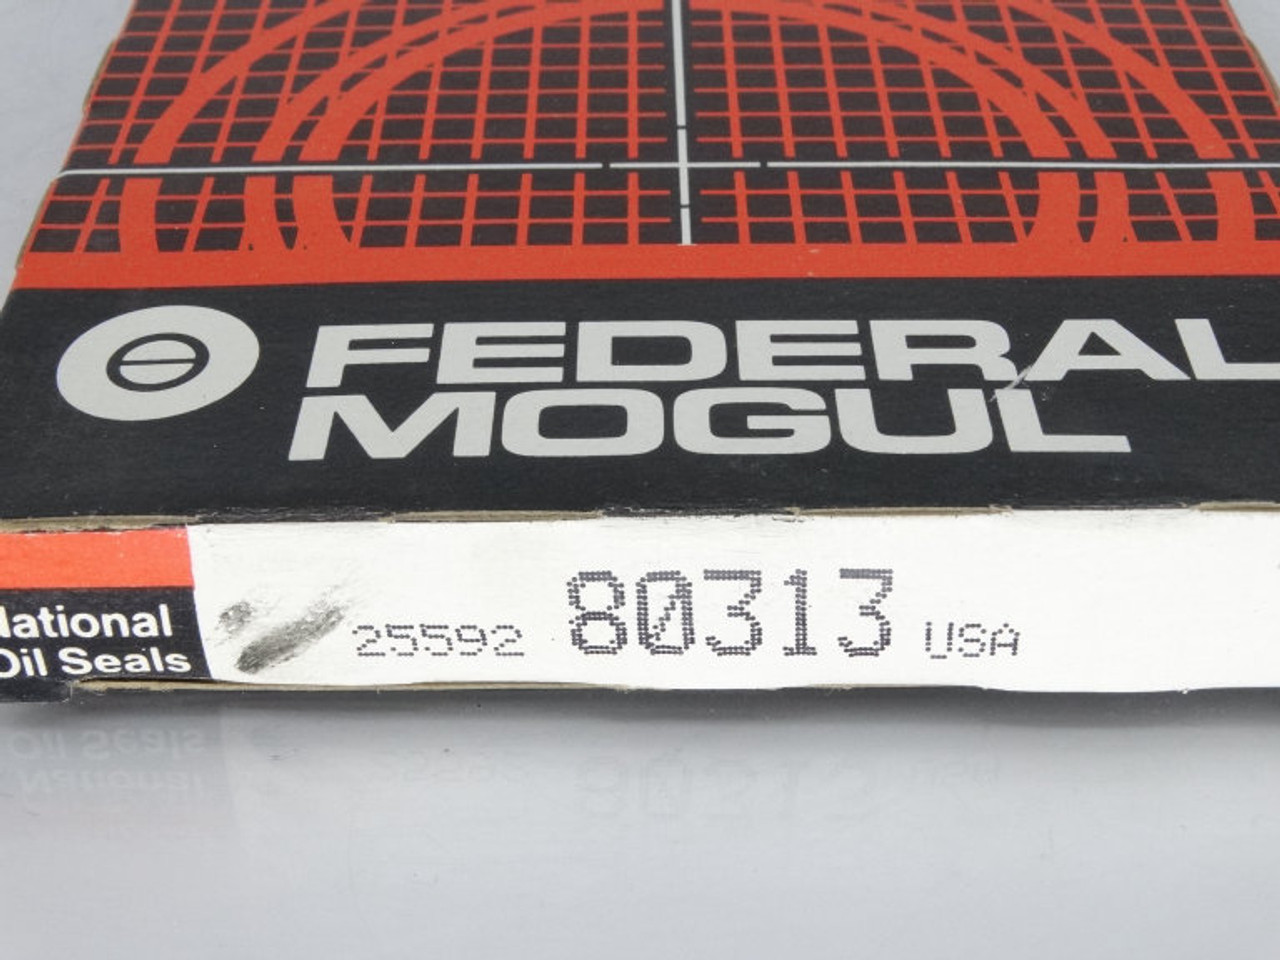 FEDERAL
MOGUL
National
Oil Seals
25592 80313 USA